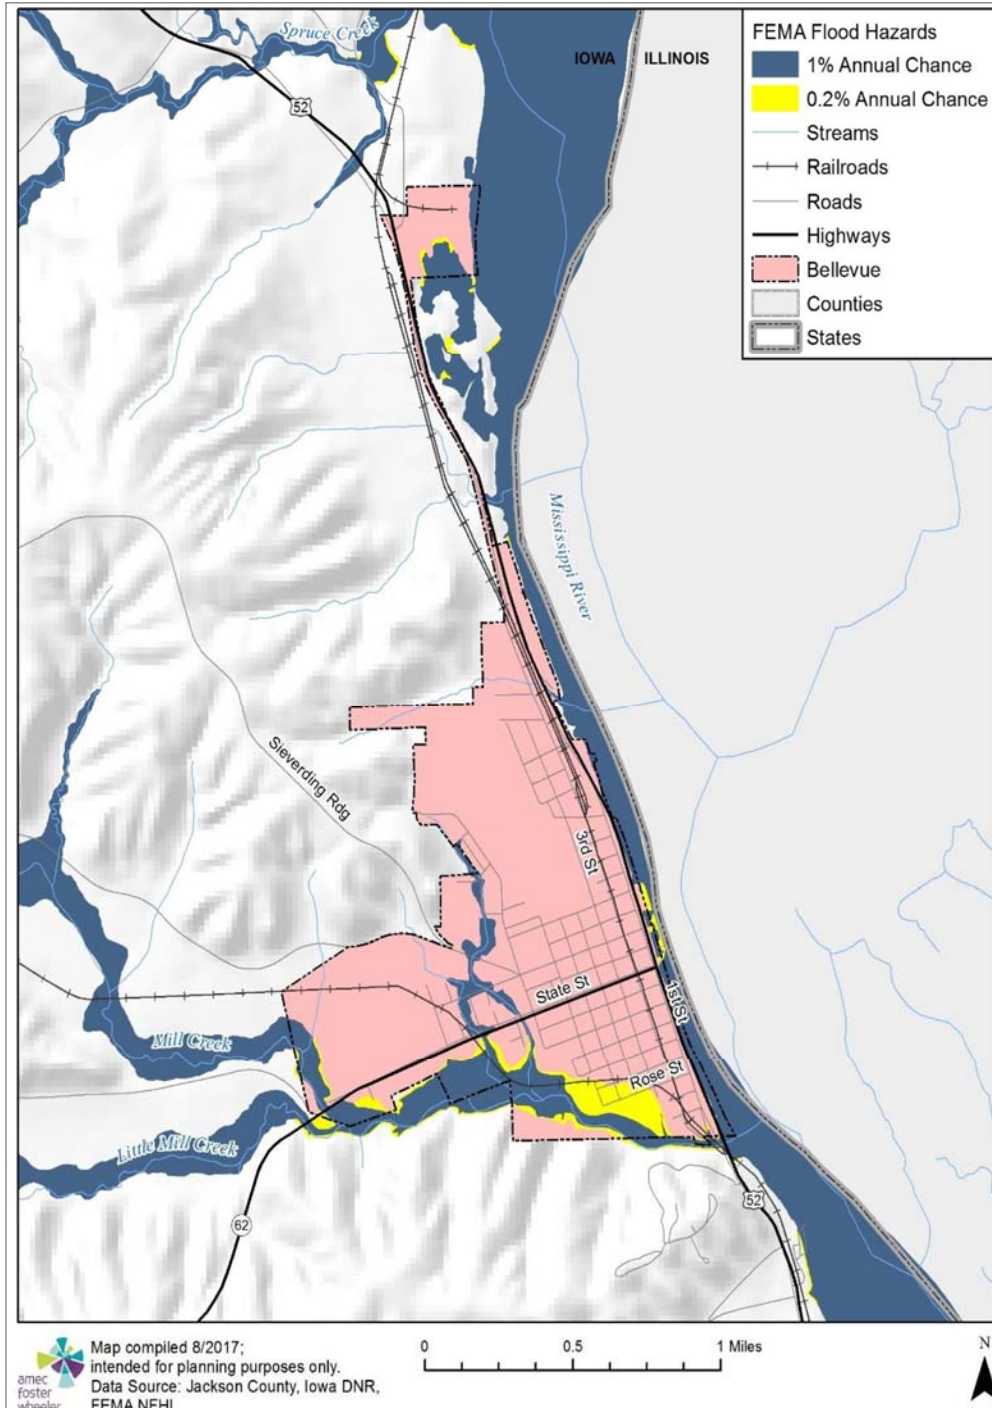 Spruce Creek
IOWA
ILLINOIS
FEMA Flood Hazards
1% Annual Chance
0.2% Annual Chance
Streams
Railroads
Roads
Highways
Bellevue
Counties
States
52
Mississippi River
Sieverding Rdg
3rd St
State St
1st St
Rose St
Mill Creek
Little Mill Creek
62
52
Map compiled 8/2017;
intended for planning purposes only.
Data Source: Jackson County, Iowa DNR,
FEMA NFHL
amec
foster
wheeler
0 0.5 1 Miles
N